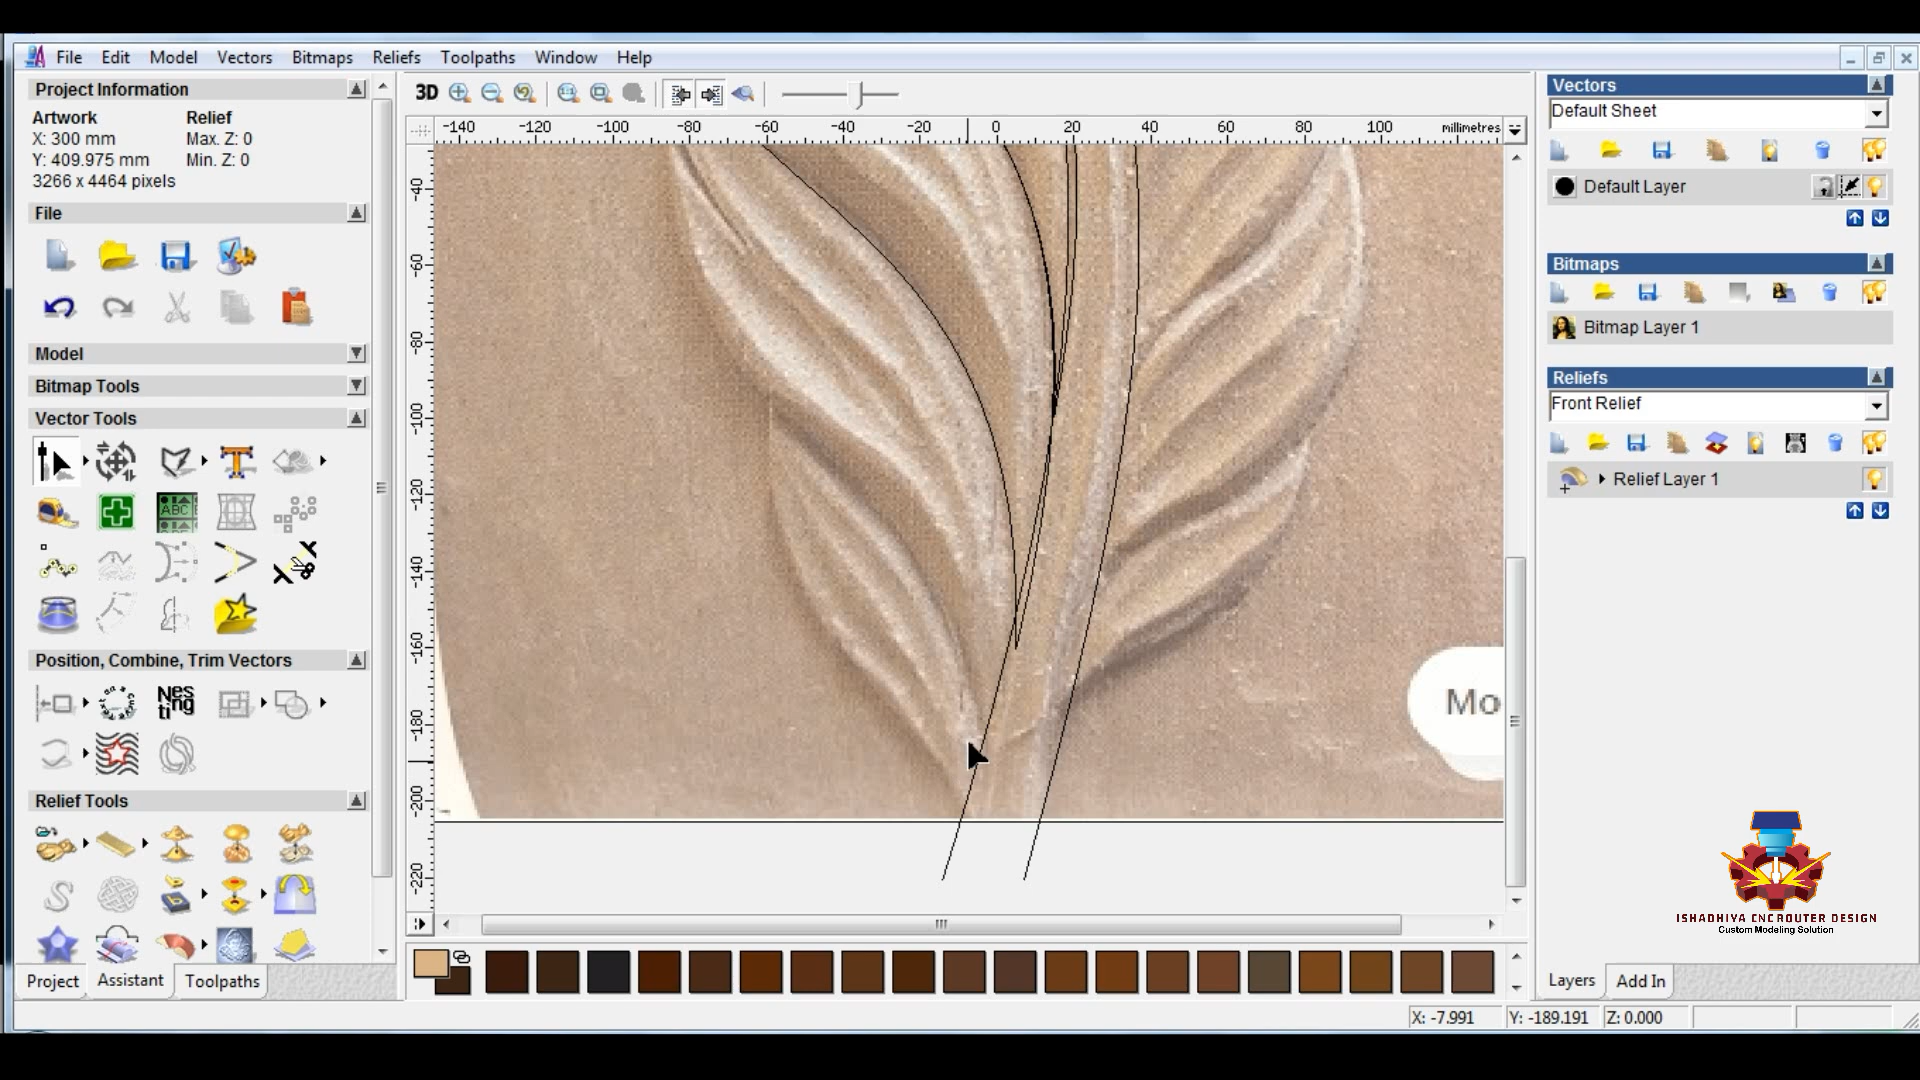 File Edit Model Vectors Bitmaps Reliefs Toolpaths Window Help
Project Information
Artwork Relief
X: 300 mm Max. Z: 0
Y: 409.975 mm Min. Z: 0
3266 x 4464 pixels
File
Model
Bitmap Tools
Vector Tools
ABC
Position, Combine, Trim Vectors
Nes
ti ng
Relief Tools
Project Assistant Toolpaths
3D
-140 -120 -100 -80 -60 -40 -20 0 20 40 60 80 100 millimetres
-40
-60
-80
-100
-120
-140
-160
-180
-200
-220
Mo
Vectors
Default Sheet
Default Layer
Bitmaps
Bitmap Layer 1
Reliefs
Front Relief
Relief Layer 1
ISHADHIYA CNC ROUTER DESIGN
Custom Modeling Solution
Layers Add In
X: -7.991 Y: -189.191 Z: 0.000